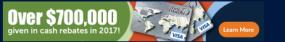 Over $700,000
given in cash rebates in 2017!
VISA
VISA
Learn More